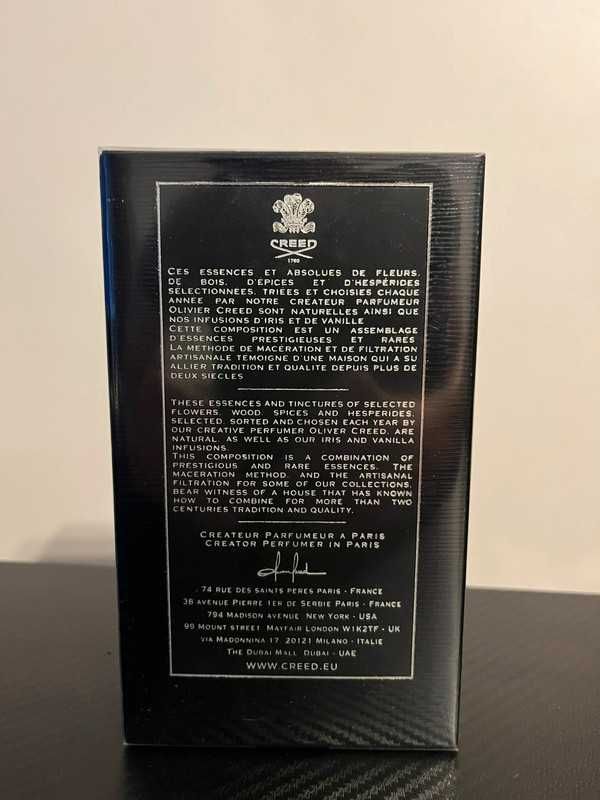 CREED
1760
CES ESSENCES ET ABSOLUES DE FLEURS,
DE BOIS, D'ÉPICES ET D'HESPÉRIDES
SÉLECTIONNÉES, TRIÉES ET CHOISIES CHAQUE
ANNÉE PAR NOTRE CREATEUR PARFUMEUR
OLIVIER CREED SONT NATURELLES AINSI QUE
NOS INFUSIONS D'IRIS ET DE VANILLE
CETTE COMPOSITION EST UN ASSEMBLAGE
D'ESSENCES PRESTIGIEUSES ET RARES
LA METHODE DE MACÉRATION ET DE FILTRATION
ARTISANALE TEMOIGNE D'UNE MAISON QUI A SU
ALLIER TRADITION ET QUALITE DEPUIS PLUS DE
DEUX SIECLES
THESE ESSENCES AND TINCTURES OF SELECTED
FLOWERS, WOOD, SPICES AND HESPERIDES,
SELECTED, SORTED AND CHOSEN EACH YEAR BY
OUR CREATIVE PERFUMER OLIVER CREED, ARE
NATURAL, AS WELL AS OUR IRIS AND VANILLA
INFUSIONS.
THIS COMPOSITION IS A COMBINATION OF
PRESTIGIOUS AND RARE ESSENCES. THE
MACERATION METHOD, AND THE ARTISANAL
FILTRATION FOR SOME OF OUR COLLECTIONS,
BEAR WITNESS OF A HOUSE THAT HAS KNOWN
HOW TO COMBINE FOR MORE THAN TWO
CENTURIES TRADITION AND QUALITY.
CREATEUR PARFUMEUR A PARIS
CREATOR PERFUMER IN PARIS
74 RUE DES SAINTS PERES PARIS - FRANCE
38 AVENUE PIERRE 1ER DE SERBIE PARIS - FRANCE
794 MADISON AVENUE NEW YORK - USA
99 MOUNT STREET MAYFAIR LONDON W1K2TF - UK
VIA MADONNINA 17, 20121 MILANO - ITALIE
THE DUBAI MALL DUBAI - UAE
WWW.CREED.EU